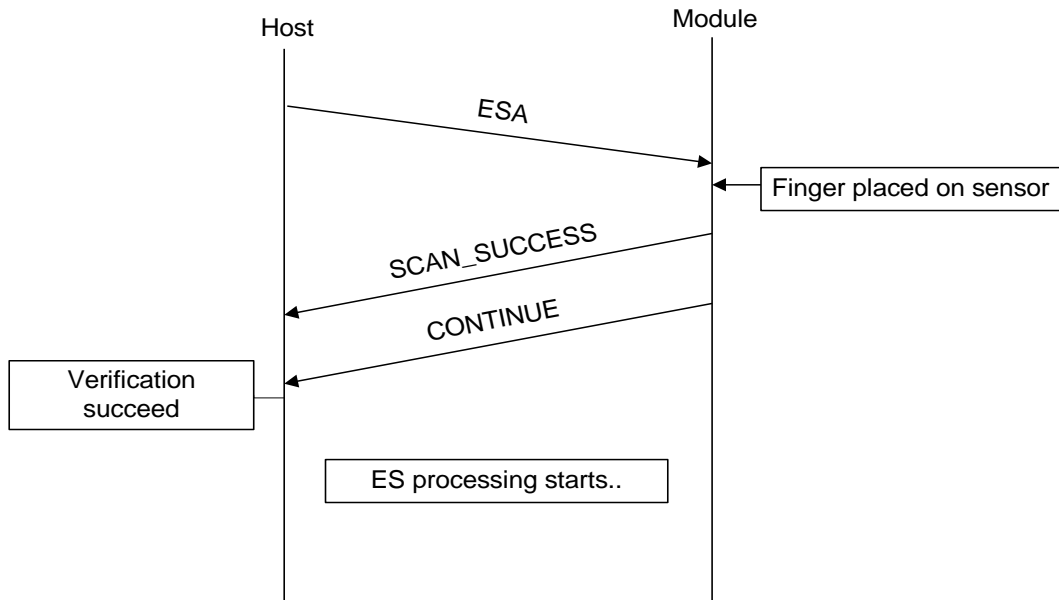 Host
Module
ESA
Finger placed on sensor
SCAN_SUCCESS
CONTINUE
Verification
succeed
ES processing starts..